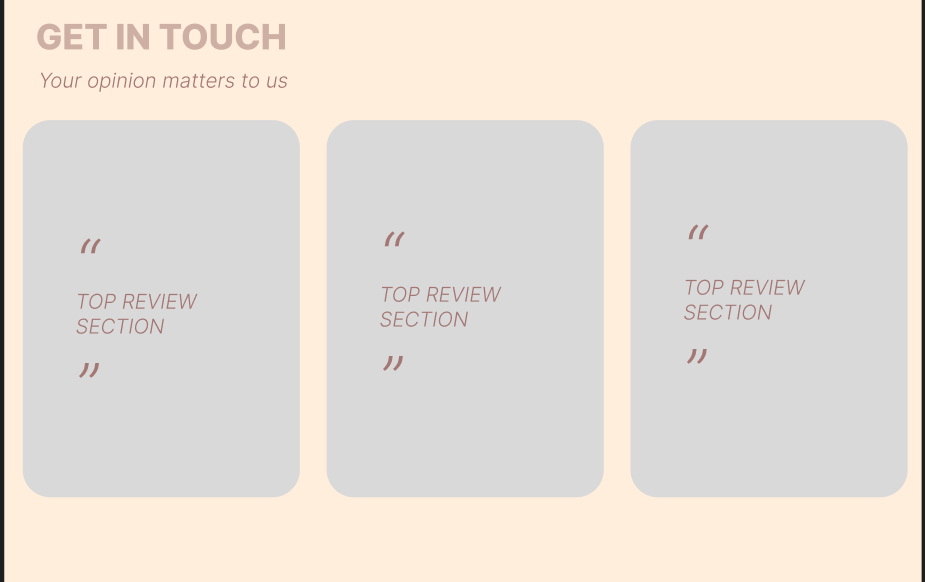 GET IN TOUCH
Your opinion matters to us
“
TOP REVIEW
SECTION
”
“
TOP REVIEW
SECTION
”
“
TOP REVIEW
SECTION
”